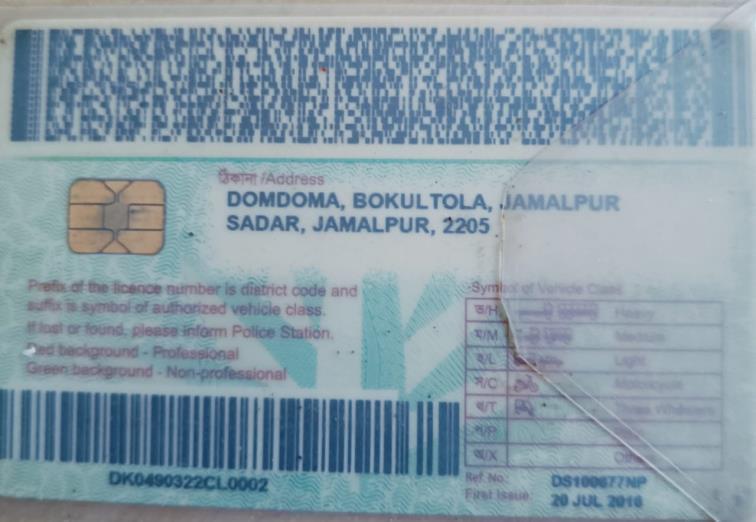 ঠিকানা /Address
DOMDOMA, BOKULTOLA, JAMALPUR
SADAR, JAMALPUR, 2205
Prefix of the licence number is district code and
suffix is symbol of authorized vehicle class.
If lost or found, please inform Police Station.
Red background - Professional
Green background - Non-professional
Symbol of Vehicle Class
ভ/H Heavy
ম/M Medium
হ/L Light
স/C Motorcycle
থ/T Three Wheelers
প/P
অ/X
DK0490322CL0002
Ref. No: DS100677NP
First Issue: 20 JUL 2016